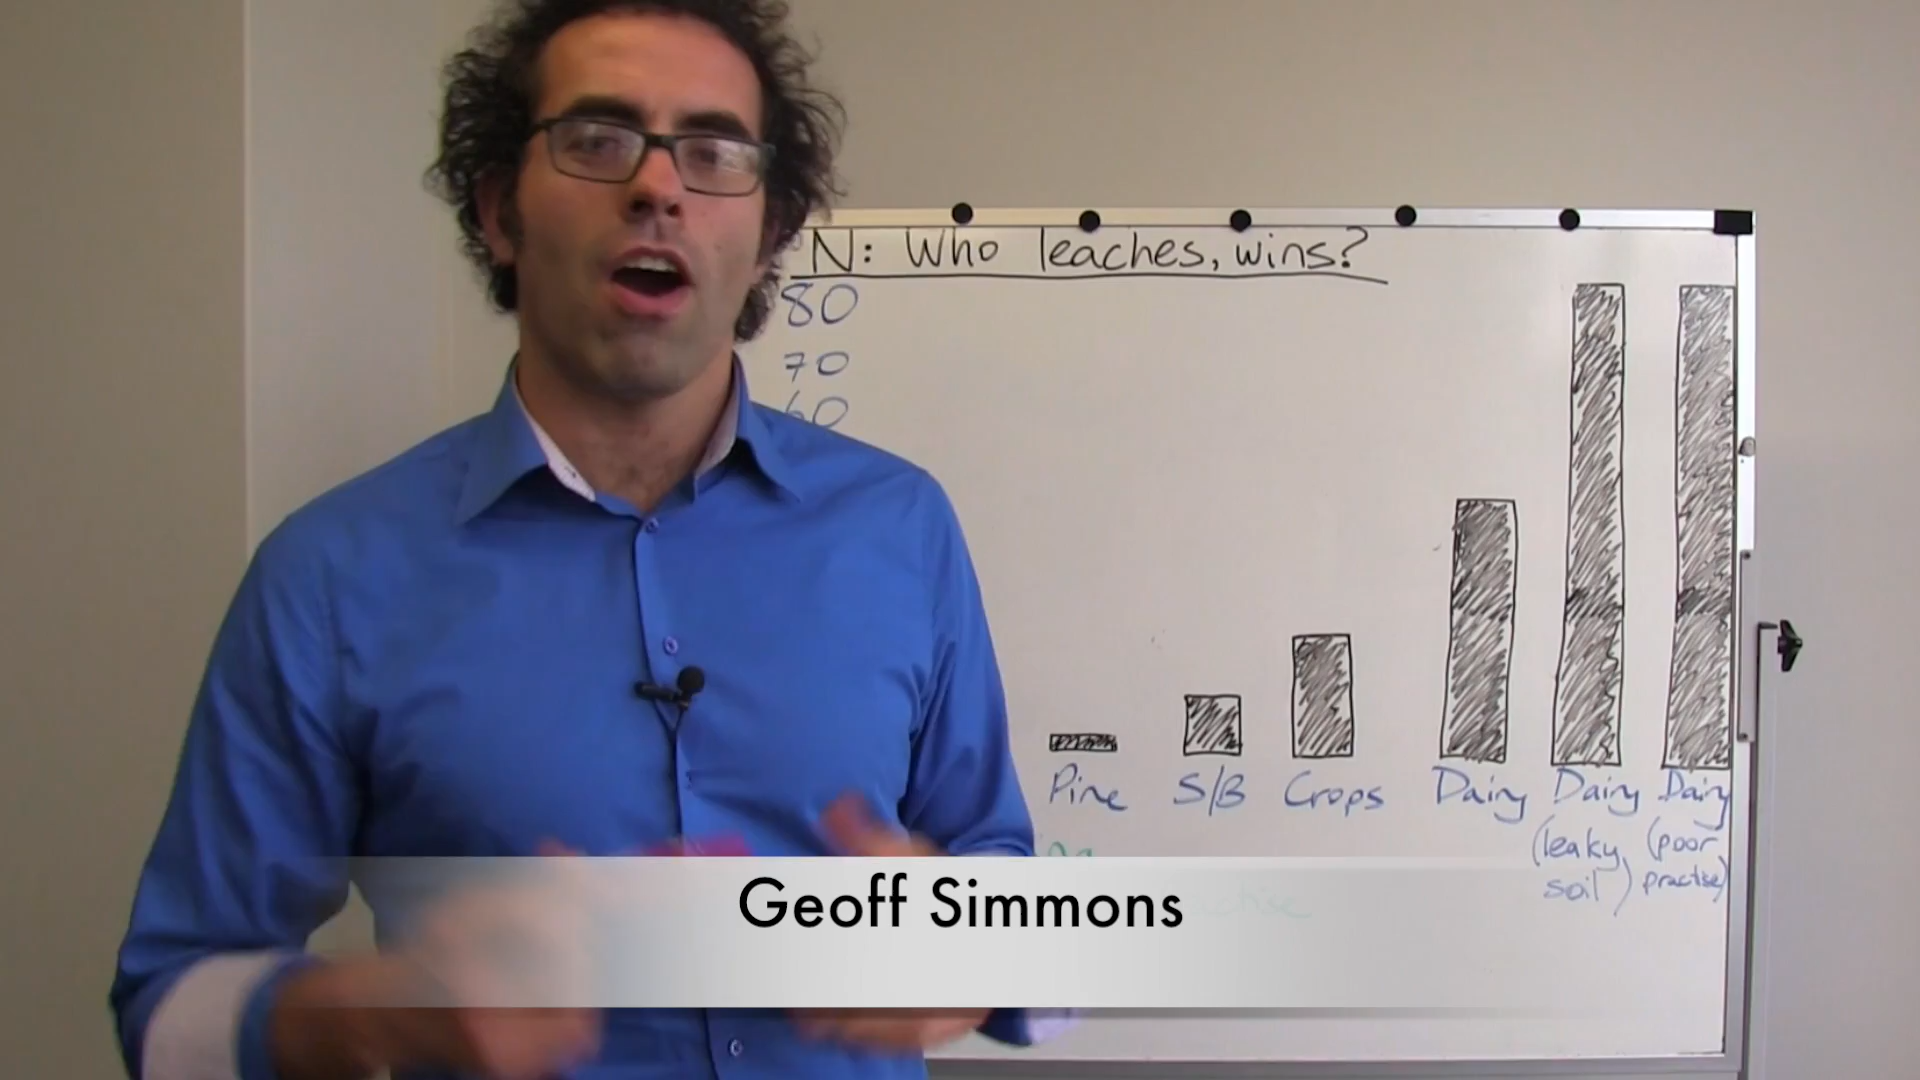 N: Who leaches, wins?
80
70
60
Pine S/B Crops Dairy Dairy Dairy
(leaky soil) (poor practise)
Geoff Simmons